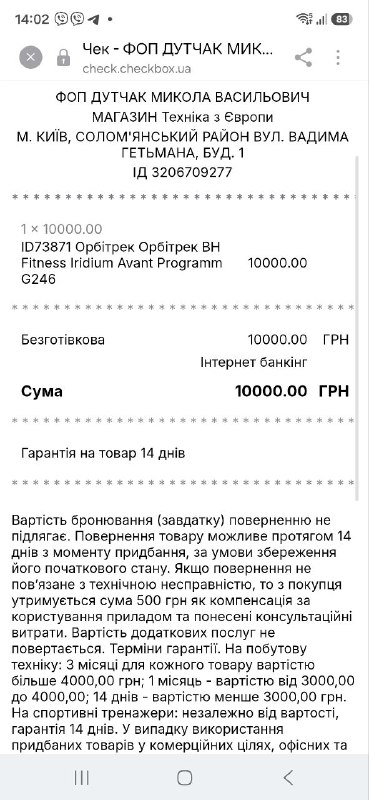 14:02
83
Чек - ФОП ДУТЧАК МИК...
check.checkbox.ua
ФОП ДУТЧАК МИКОЛА ВАСИЛЬОВИЧ
МАГАЗИН Техніка з Європи
М. КИЇВ, СОЛОМ'ЯНСЬКИЙ РАЙОН ВУЛ. ВАДИМА
ГЕТЬМАНА, БУД. 1
ІД 3206709277
* * * * * * * * * * * * * * * * * * * * * * * * * * * * * * *
1 × 10000.00
ID73871 Орбітрек Орбітрек BH
Fitness Iridium Avant Programm 10000.00
G246
* * * * * * * * * * * * * * * * * * * * * * * * * * * * * * *
Безготівкова 10000.00 ГРН
Інтернет банкінг
Сума 10000.00 ГРН
* * * * * * * * * * * * * * * * * * * * * * * * * * * * * * *
Гарантія на товар 14 днів
* * * * * * * * * * * * * * * * * * * * * * * * * * * * * * *
Вартість бронювання (завдатку) поверненню не
підлягає. Повернення товару можливе протягом 14
днів з моменту придбання, за умови збереження
його початкового стану. Якщо повернення не
пов'язане з технічною несправністю, то з покупця
утримується сума 500 грн як компенсація за
користування приладом та понесені консультаційні
витрати. Вартість додаткових послуг не
повертається. Терміни гарантії. На побутову
техніку: 3 місяці для кожного товару вартістю
більше 4000,00 грн; 1 місяць - вартістю від 3000,00
до 4000,00; 14 днів - вартістю менше 3000,00 грн.
На спортивні тренажери: незалежно від вартості,
гарантія 14 днів. У випадку використання
придбаних товарів у комерційних цілях, офісних та